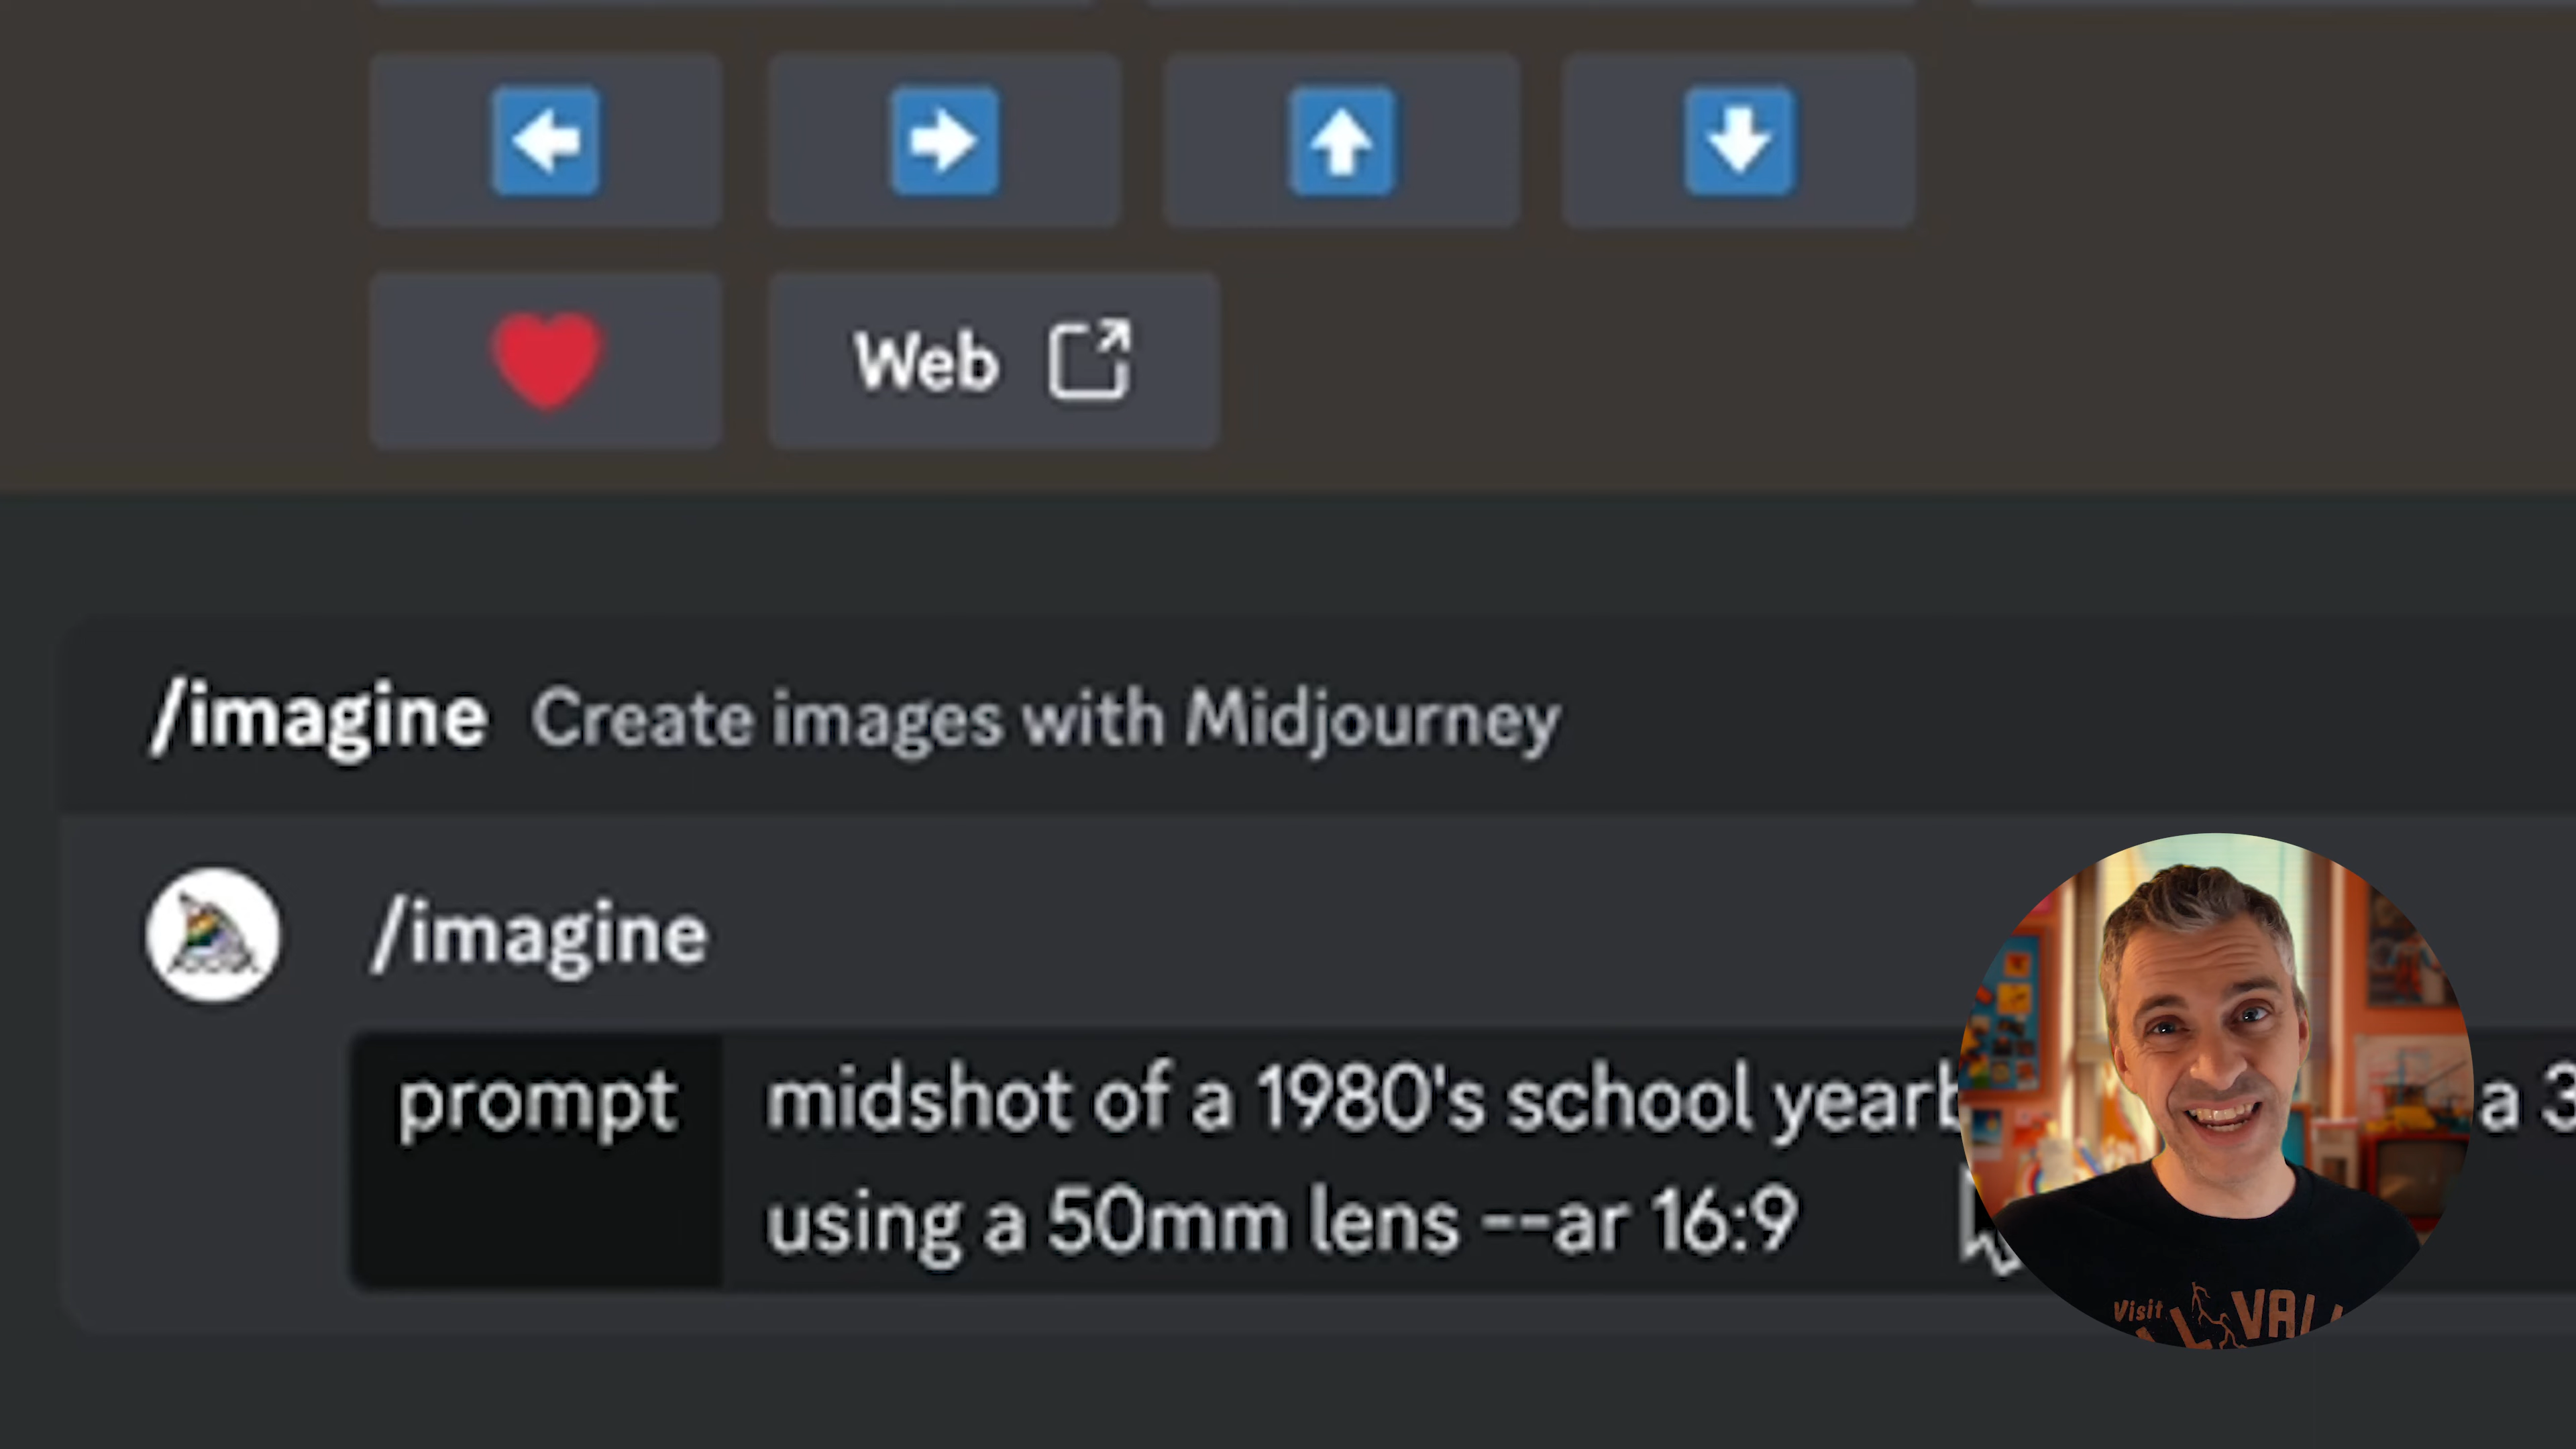 Web
/imagine Create images with Midjourney
/imagine
prompt midshot of a 1980's school a 3
using a 50mm lens --ar 16:9
Visit